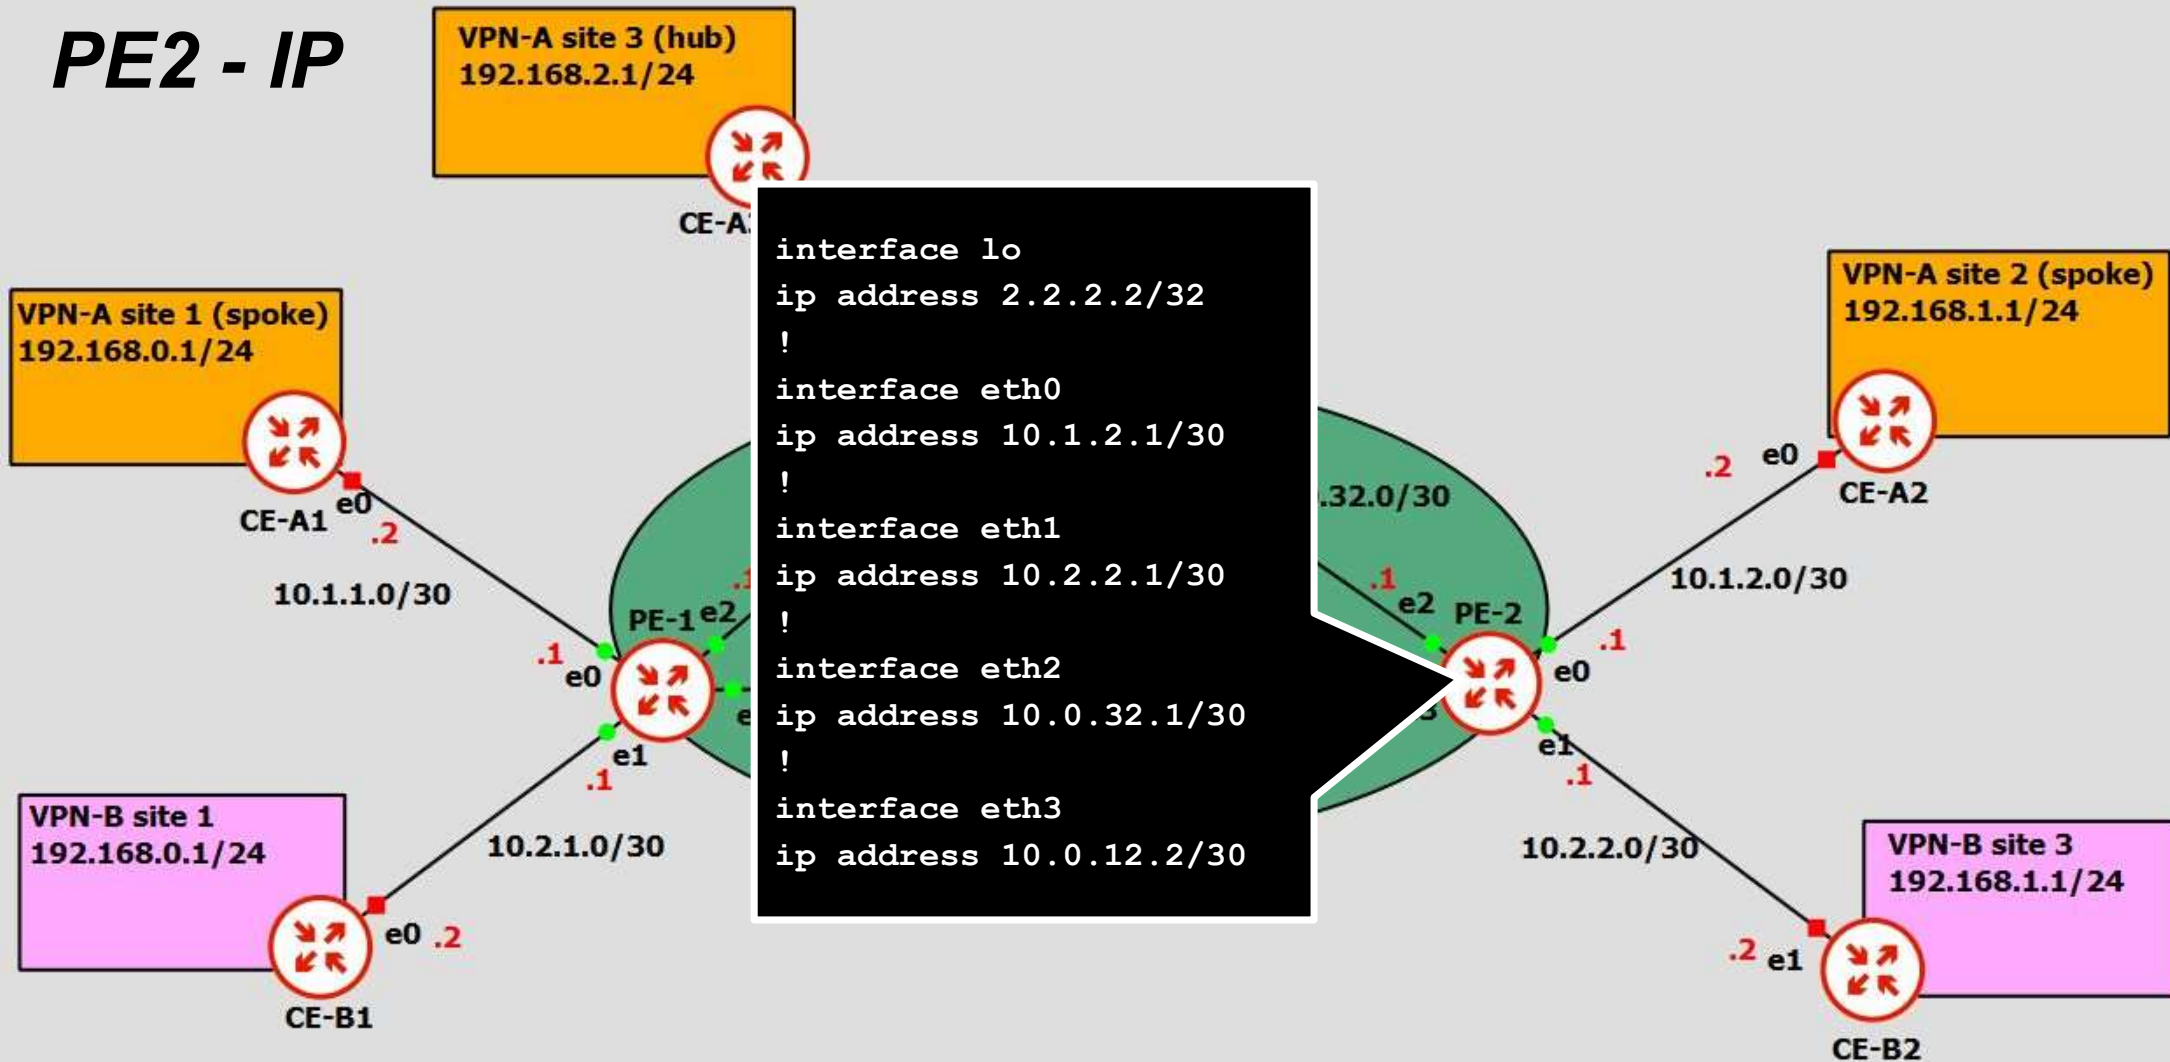 PE2 - IP
VPN-A site 3 (hub)
192.168.2.1/24
CE-A
interface lo
ip address 2.2.2.2/32
!
interface eth0
ip address 10.1.2.1/30
!
interface eth1
ip address 10.2.2.1/30
!
interface eth2
ip address 10.0.32.1/30
!
interface eth3
ip address 10.0.12.2/30
VPN-A site 1 (spoke)
192.168.0.1/24
CE-A1
e0
.2
10.1.1.0/30
.1
e0
PE-1
e2
.1
e
e1
.1
10.2.1.0/30
VPN-B site 1
192.168.0.1/24
e0
.2
CE-B1
VPN-A site 2 (spoke)
192.168.1.1/24
.2
e0
CE-A2
10.1.2.0/30
.32.0/30
.1
e2
PE-2
.1
e0
3
e1
.1
10.2.2.0/30
VPN-B site 3
192.168.1.1/24
.2
e1
CE-B2